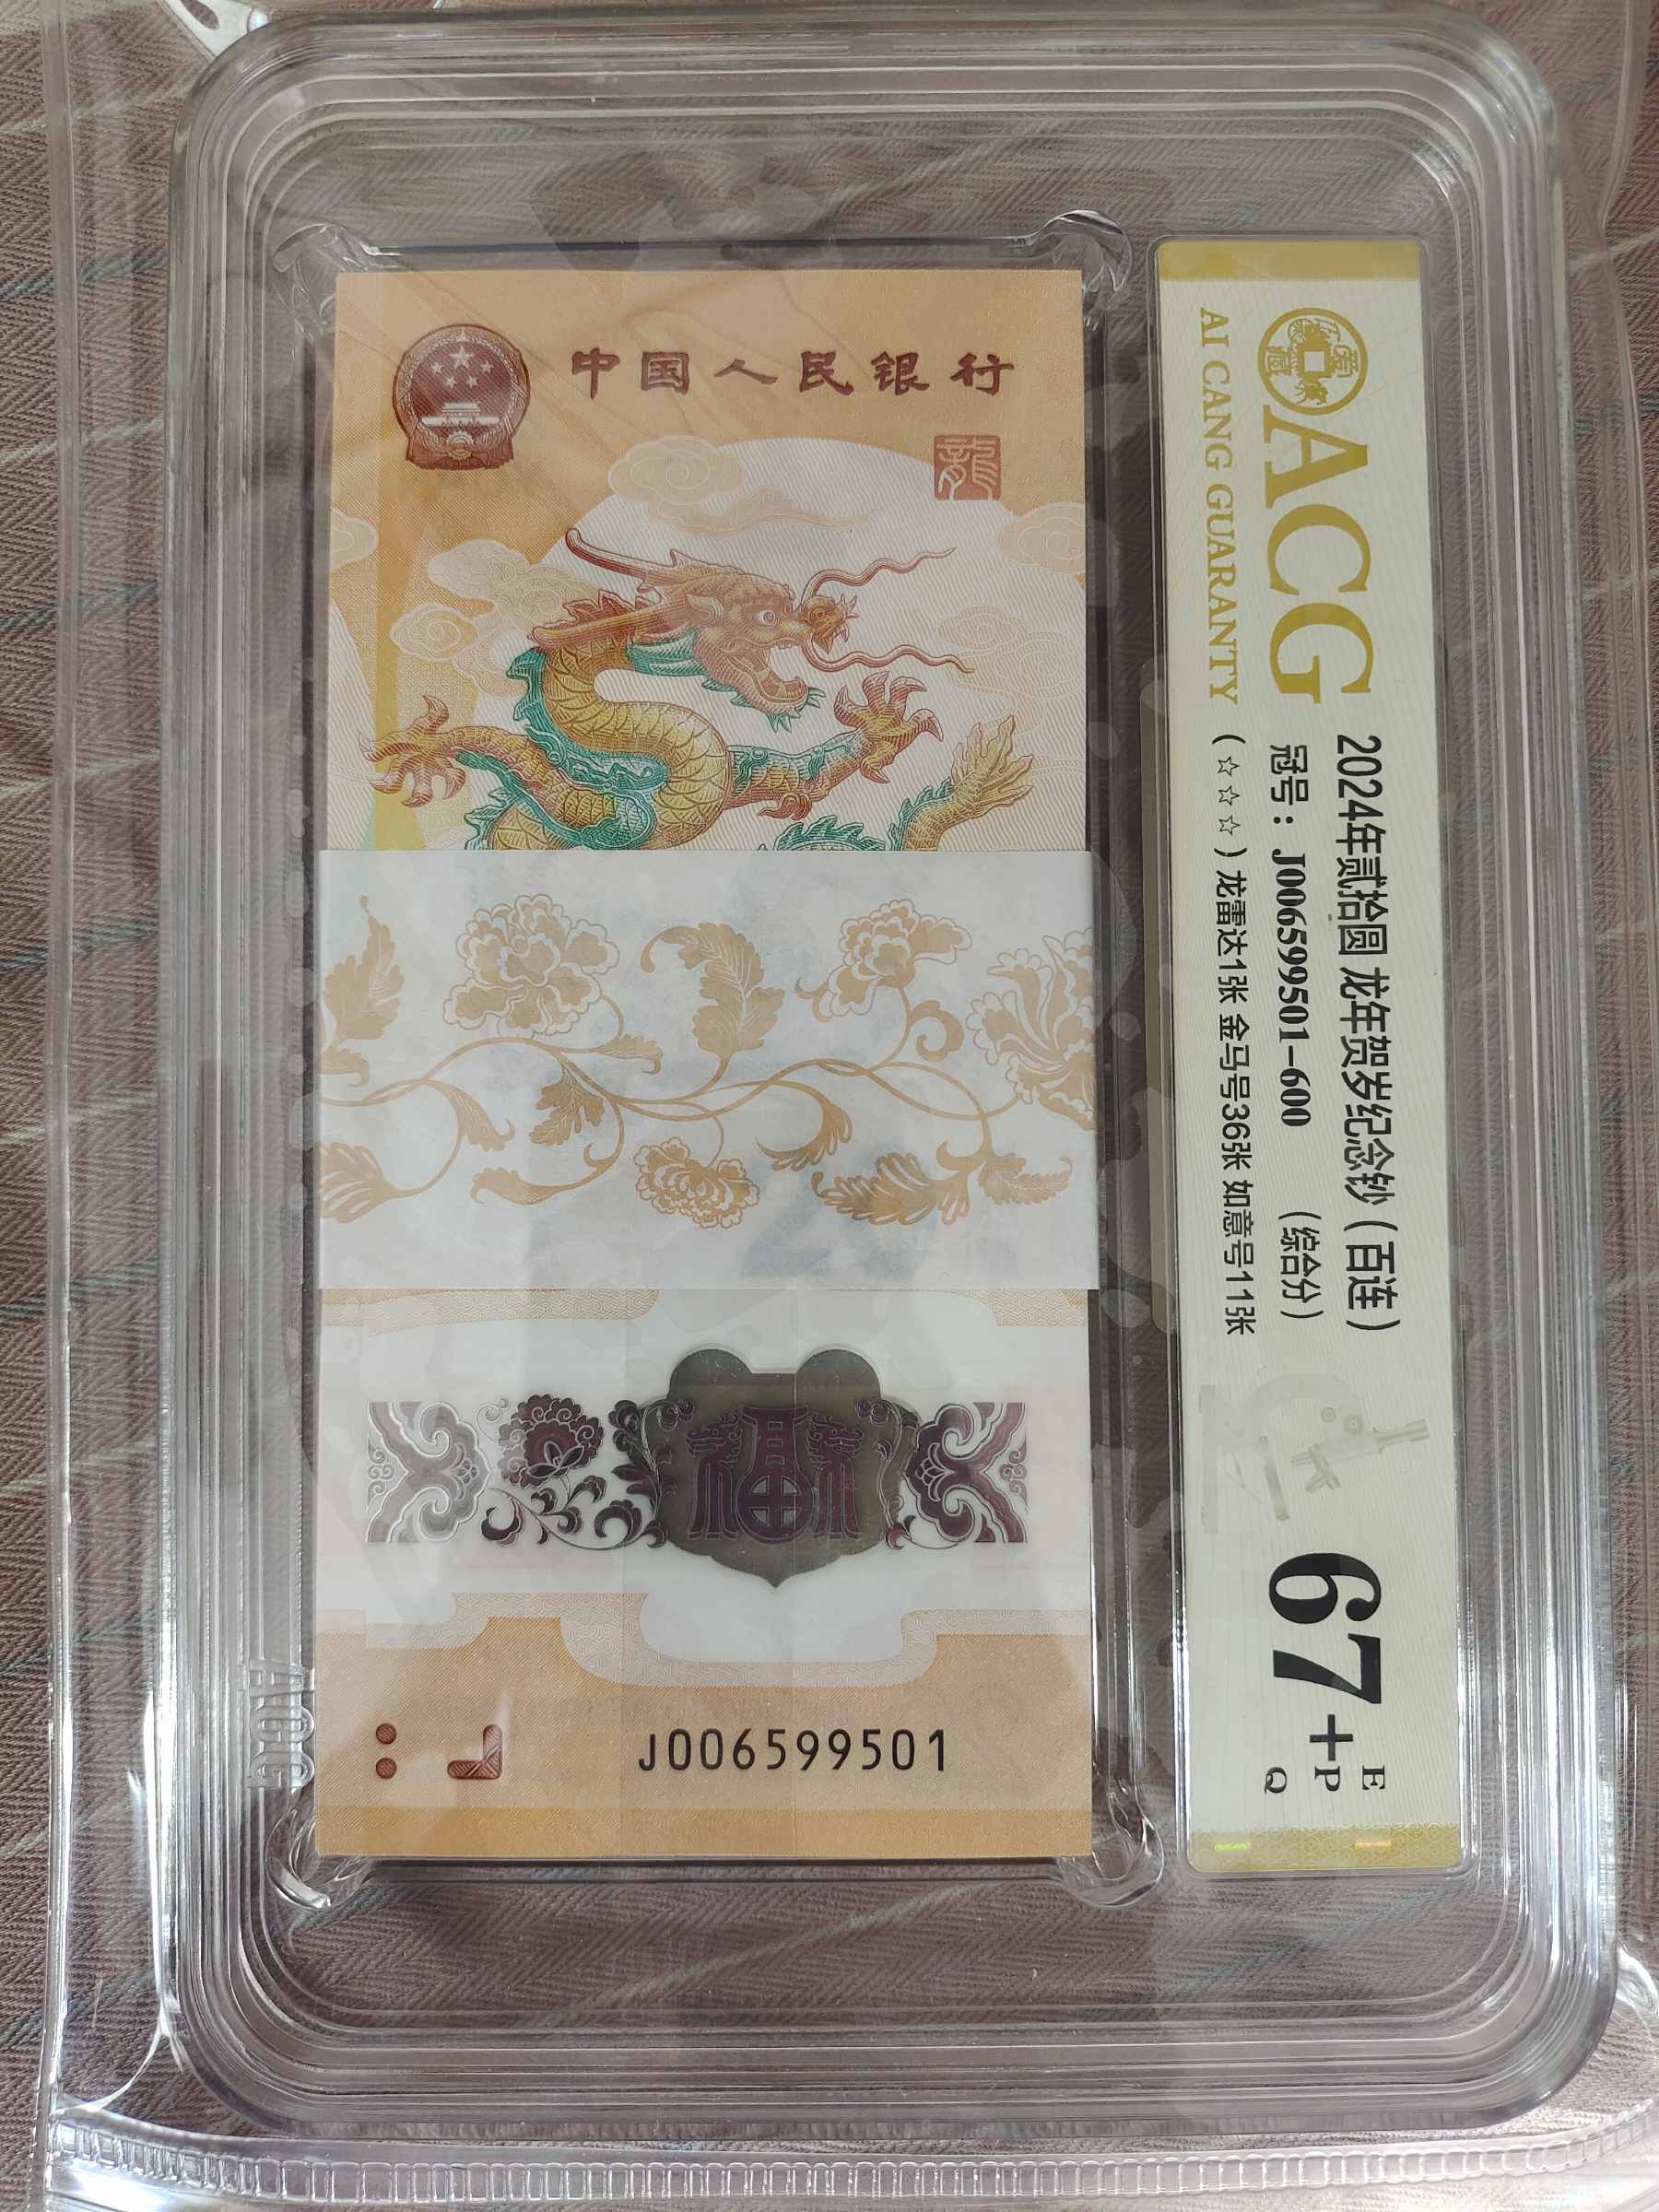 中国人民银行
龍
福
J006599501
ACG
AI CANG GUARANTY
2024年贰拾圆 龙年贺岁纪念钞（百连）
冠号：J006599501-600 （综合分）
（☆☆☆）龙雷达1张 金马号36张 如意号11张
67+
E
P
Q
ACG